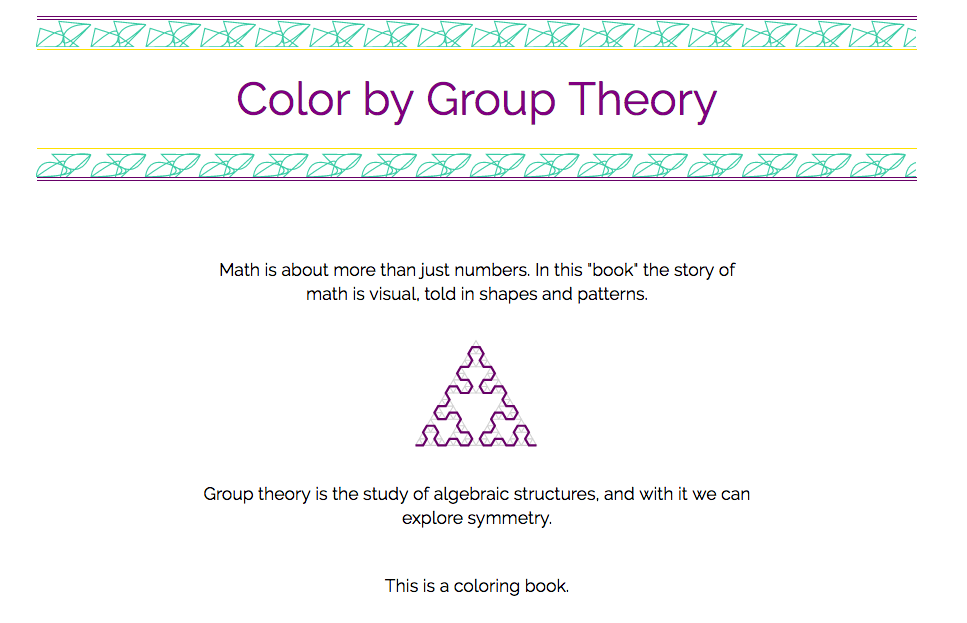 Color by Group Theory
Math is about more than just numbers. In this "book" the story of
math is visual, told in shapes and patterns.
Group theory is the study of algebraic structures, and with it we can
explore symmetry.
This is a coloring book.